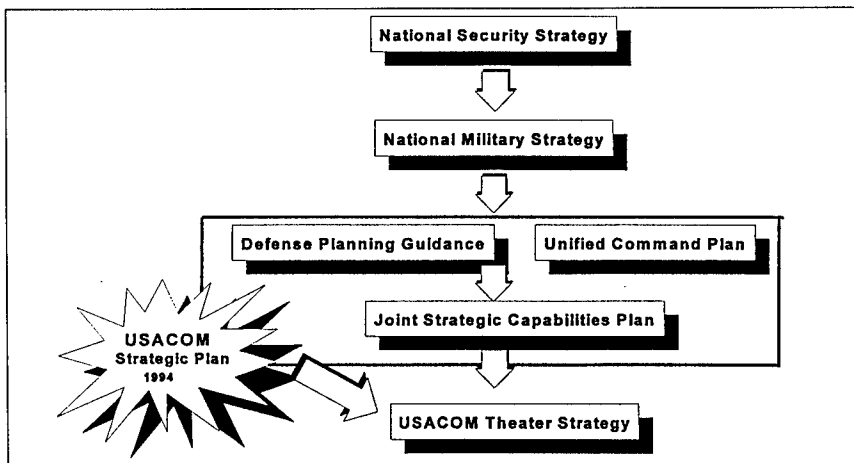 National Security Strategy
National Military Strategy
Defense Planning Guidance
Unified Command Plan
Joint Strategic Capabilities Plan
USACOM
Strategic Plan
1994
USACOM Theater Strategy